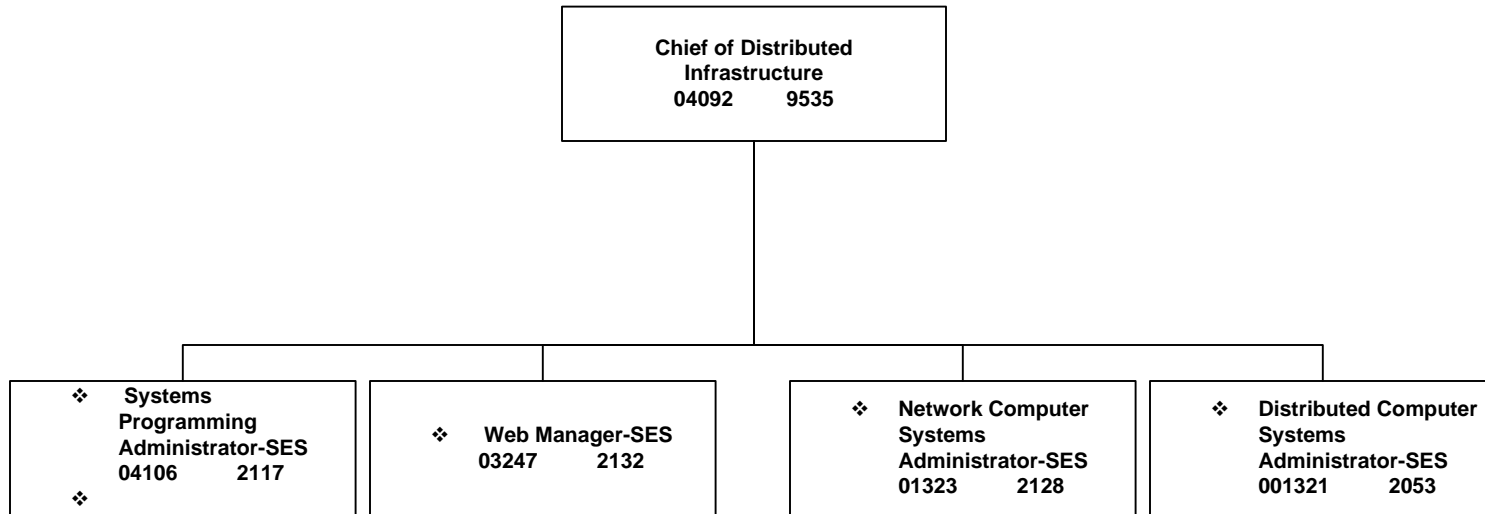 Chief of Distributed
Infrastructure
04092 9535
❖ Systems
Programming
Administrator-SES
04106 2117
❖
❖ Web Manager-SES
03247 2132
❖ Network Computer
Systems
Administrator-SES
01323 2128
❖ Distributed Computer
Systems
Administrator-SES
001321 2053